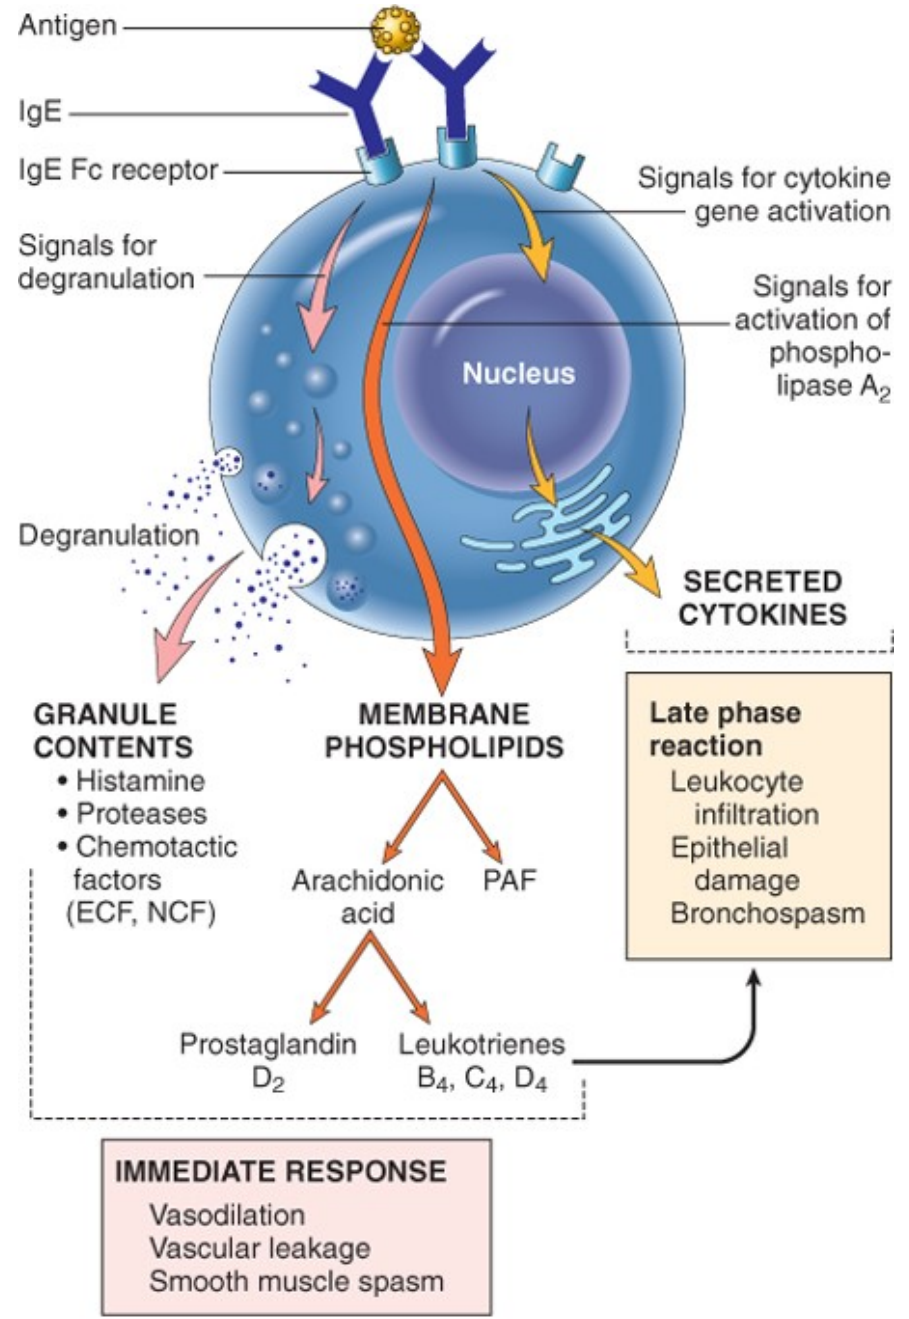 Antigen
IgE
IgE Fc receptor
Signals for
degranulation
Signals for cytokine
gene activation
Signals for
activation of
phospho-
lipase A₂
Nucleus
Degranulation
SECRETED
CYTOKINES
GRANULE
CONTENTS
• Histamine
• Proteases
• Chemotactic
factors
(ECF, NCF)
MEMBRANE
PHOSPHOLIPIDS
Arachidonic
acid
PAF
Prostaglandin
D₂
Leukotrienes
B₄, C₄, D₄
Late phase
reaction
Leukocyte
infiltration
Epithelial
damage
Bronchospasm
IMMEDIATE RESPONSE
Vasodilation
Vascular leakage
Smooth muscle spasm